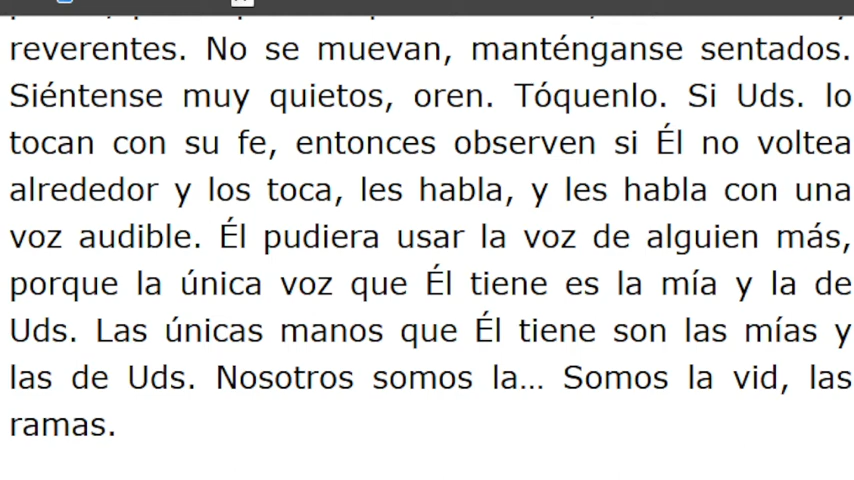 reverentes. No se muevan, manténganse sentados.
Siéntense muy quietos, oren. Tóquenlo. Si Uds. lo
tocan con su fe, entonces observen si Él no voltea
alrededor y los toca, les habla, y les habla con una
voz audible. Él pudiera usar la voz de alguien más,
porque la única voz que Él tiene es la mía y la de
Uds. Las únicas manos que Él tiene son las mías y
las de Uds. Nosotros somos la… Somos la vid, las
ramas.